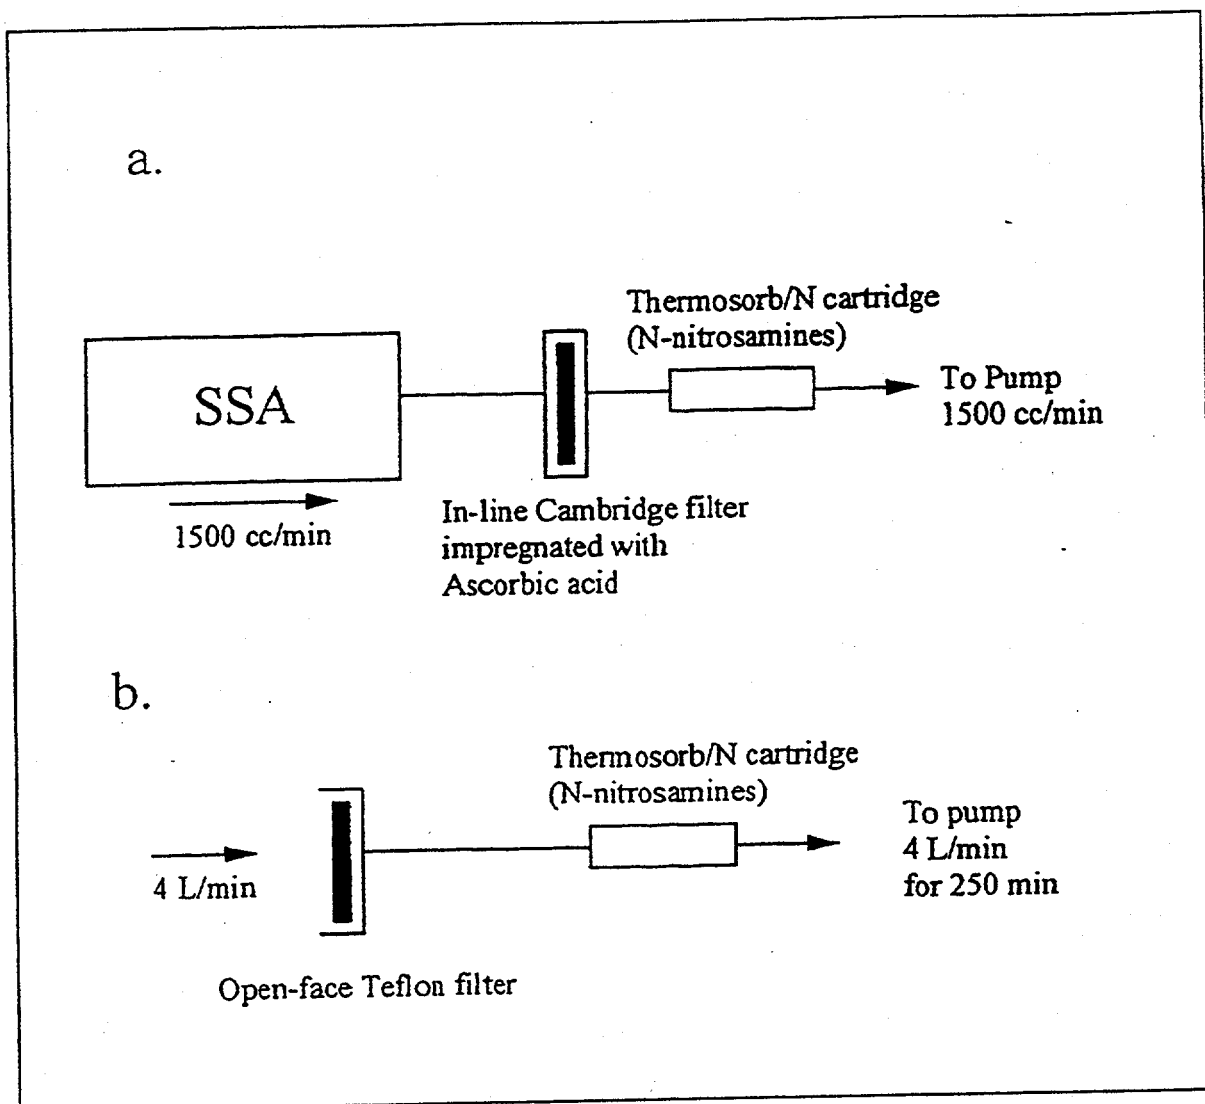 a.
Thermosorb/N cartridge
(N-nitrosamines)
SSA
To Pump
1500 cc/min
1500 cc/min
In-line Cambridge filter
impregnated with
Ascorbic acid
b.
Thermosorb/N cartridge
(N-nitrosamines)
To pump
4 L/min
for 250 min
4 L/min
Open-face Teflon filter